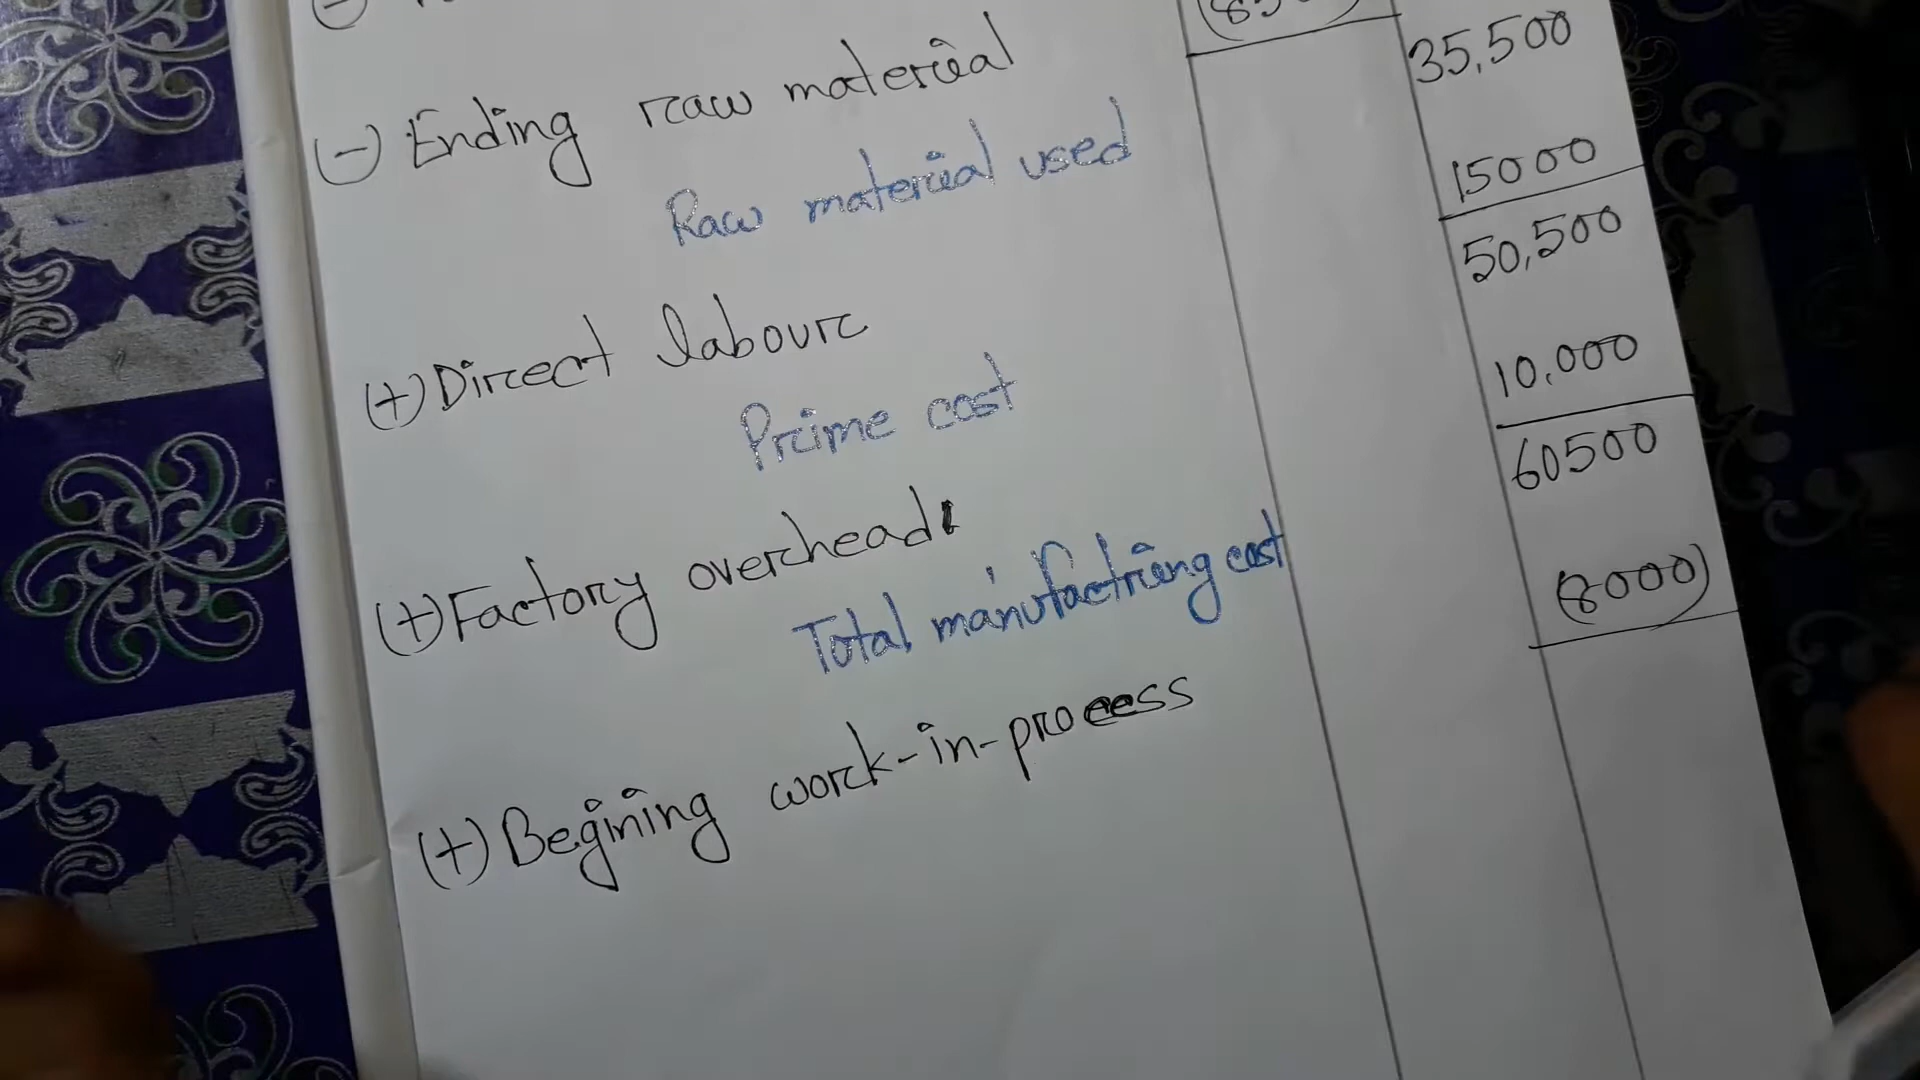 (-) Ending raw material
35,500
Raw material used
15000
50,500
(+) Direct labour
10,000
Prime cost
60500
(+) Factory overhead
(8000)
Total manufactring cost
(+) Begining work-in-process